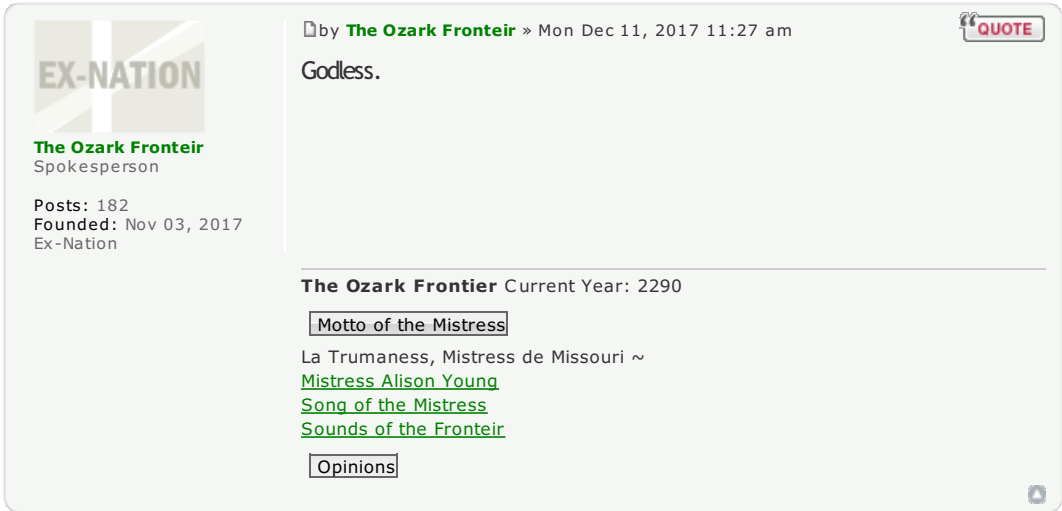 EX-NATION
The Ozark Fronteir
Spokesperson
Posts: 182
Founded: Nov 03, 2017
Ex-Nation
by The Ozark Fronteir » Mon Dec 11, 2017 11:27 am
QUOTE
Godless.
The Ozark Frontier Current Year: 2290
Motto of the Mistress
La Trumaness, Mistress de Missouri ~
Mistress Alison Young
Song of the Mistress
Sounds of the Fronteir
Opinions